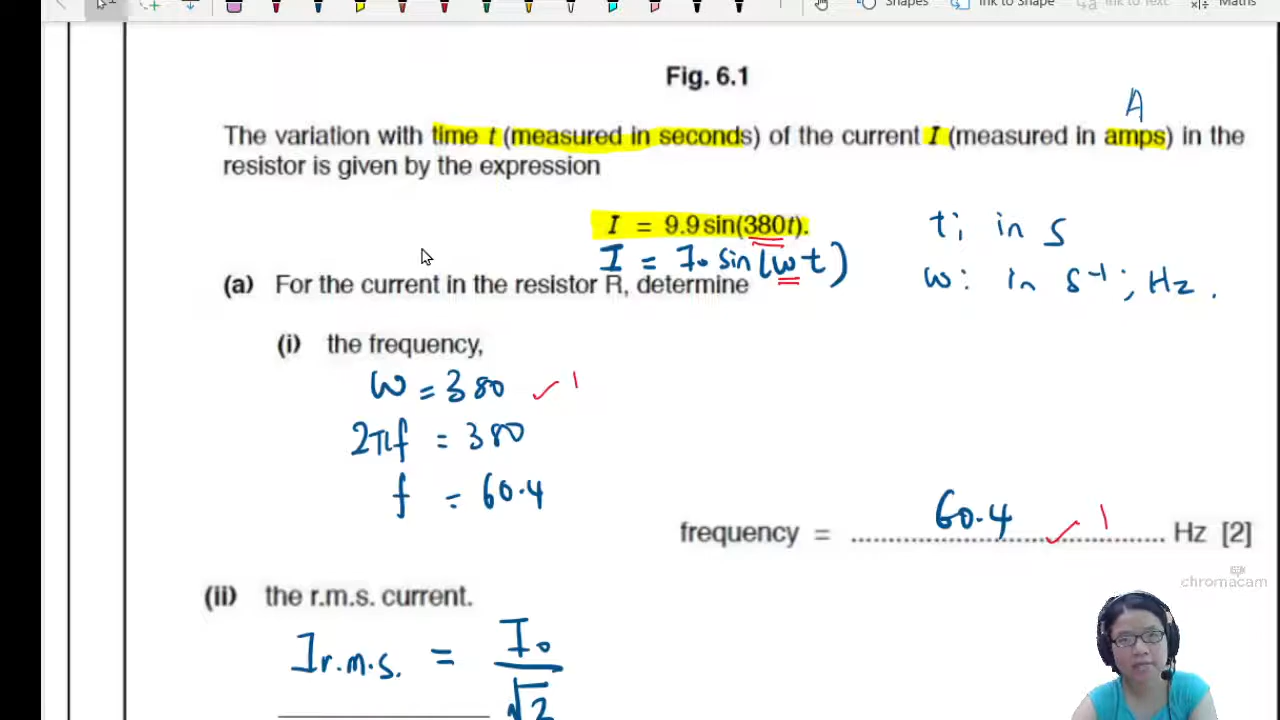 Shapes
Ink to Shape
Ink to Text
Maths
Fig. 6.1
A
The variation with time t (measured in seconds) of the current I (measured in amps) in the
resistor is given by the expression
I = 9.9 sin(380t).
t; in s
I = I₀ sin(ωt)
ω: in s⁻¹; Hz.
(a) For the current in the resistor R, determine
(i) the frequency,
ω = 380 ✓ 1
2πf = 380
f = 60.4
60.4 ✓ 1
frequency = ........................................ Hz [2]
chromacam
(ii) the r.m.s. current.
Ir.m.s. = I₀
√2